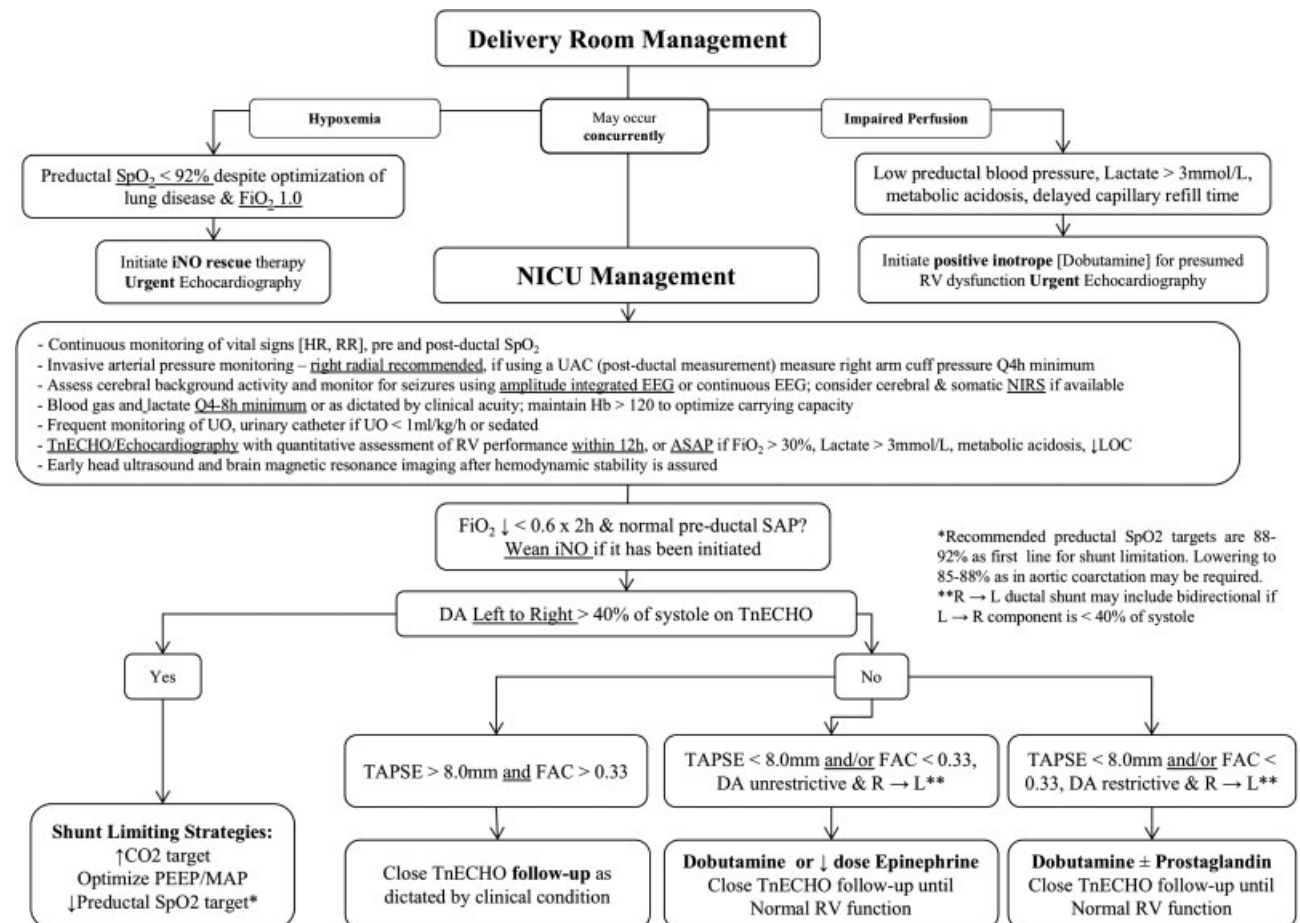 Delivery Room Management
Hypoxemia
May occur
concurrently
Impaired Perfusion
Preductal SpO₂ < 92% despite optimization of
lung disease & FiO₂ 1.0
Low preductal blood pressure, Lactate > 3mmol/L,
metabolic acidosis, delayed capillary refill time
Initiate iNO rescue therapy
Urgent Echocardiography
Initiate positive inotrope [Dobutamine] for presumed
RV dysfunction Urgent Echocardiography
NICU Management
- Continuous monitoring of vital signs [HR, RR], pre and post-ductal SpO₂
- Invasive arterial pressure monitoring – right radial recommended, if using a UAC (post-ductal measurement) measure right arm cuff pressure Q4h minimum
- Assess cerebral background activity and monitor for seizures using amplitude integrated EEG or continuous EEG; consider cerebral & somatic NIRS if available
- Blood gas and lactate Q4-8h minimum or as dictated by clinical acuity; maintain Hb > 120 to optimize carrying capacity
- Frequent monitoring of UO, urinary catheter if UO < 1ml/kg/h or sedated
- TnECHO/Echocardiography with quantitative assessment of RV performance within 12h, or ASAP if FiO₂ > 30%, Lactate > 3mmol/L, metabolic acidosis, ↓LOC
- Early head ultrasound and brain magnetic resonance imaging after hemodynamic stability is assured
FiO₂ ↓ < 0.6 x 2h & normal pre-ductal SAP?
Wean iNO if it has been initiated
*Recommended preductal SpO2 targets are 88-
92% as first line for shunt limitation. Lowering to
85-88% as in aortic coarctation may be required.
**R → L ductal shunt may include bidirectional if
L → R component is < 40% of systole
DA Left to Right > 40% of systole on TnECHO
Yes
No
TAPSE > 8.0mm and FAC > 0.33
TAPSE < 8.0mm and/or FAC < 0.33,
DA unrestrictive & R → L**
TAPSE < 8.0mm and/or FAC <
0.33, DA restrictive & R → L**
Shunt Limiting Strategies:
↑CO2 target
Optimize PEEP/MAP
↓Preductal SpO2 target*
Close TnECHO follow-up as
dictated by clinical condition
Dobutamine or ↓ dose Epinephrine
Close TnECHO follow-up until
Normal RV function
Dobutamine ± Prostaglandin
Close TnECHO follow-up until
Normal RV function